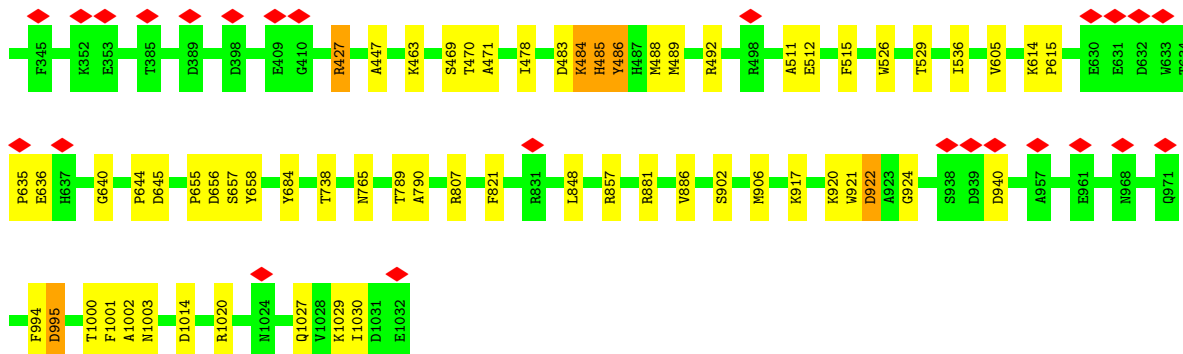 F345 K352 E353 T385 D389 D398 E409 G410 R427 A447 K463 S469 T470 A471 I478 D483 K484 H485 Y486 H487 M488 M489 R492 R498 A511 E512 F515 W526 T529 I536 V605 K614 P615 E630 E631 D632 W633 T634
P635 E636 H637 G640 P644 D645 P655 D656 S657 Y658 Y684 T738 N765 T789 A790 R807 F821 R831 L848 R857 R881 V886 S902 M906 K917 K920 W921 D922 A923 G924 S938 D939 D940 A957 E961 N968 Q971
F994 D995 T1000 F1001 A1002 N1003 D1014 R1020 N1024 Q1027 V1028 K1029 I1030 D1031 E1032